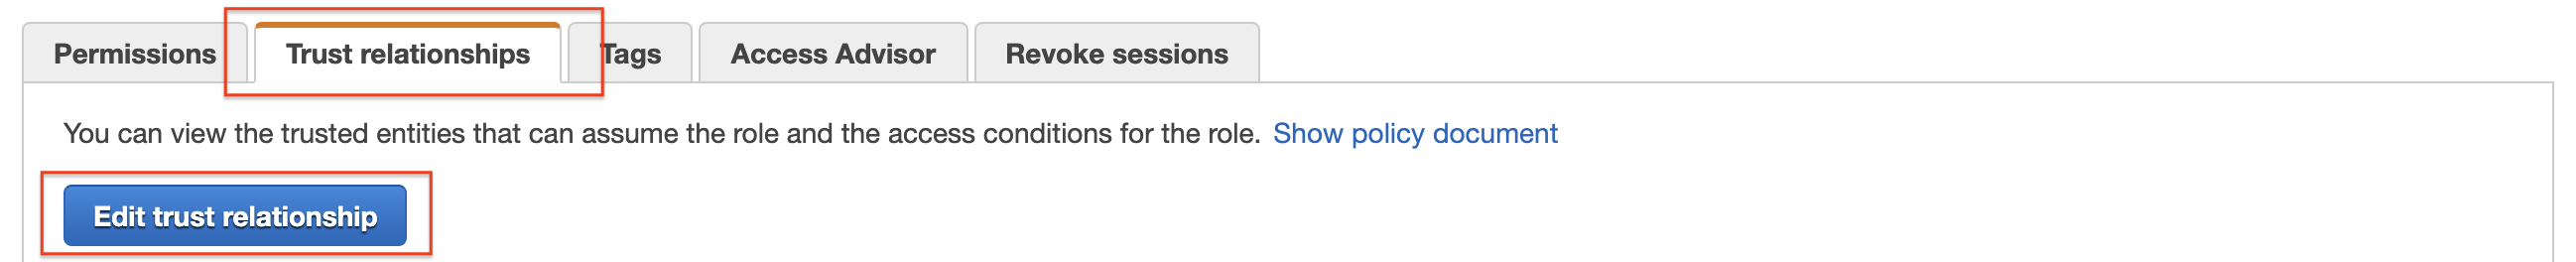 Permissions Trust relationships Tags Access Advisor Revoke sessions
You can view the trusted entities that can assume the role and the access conditions for the role. Show policy document
Edit trust relationship